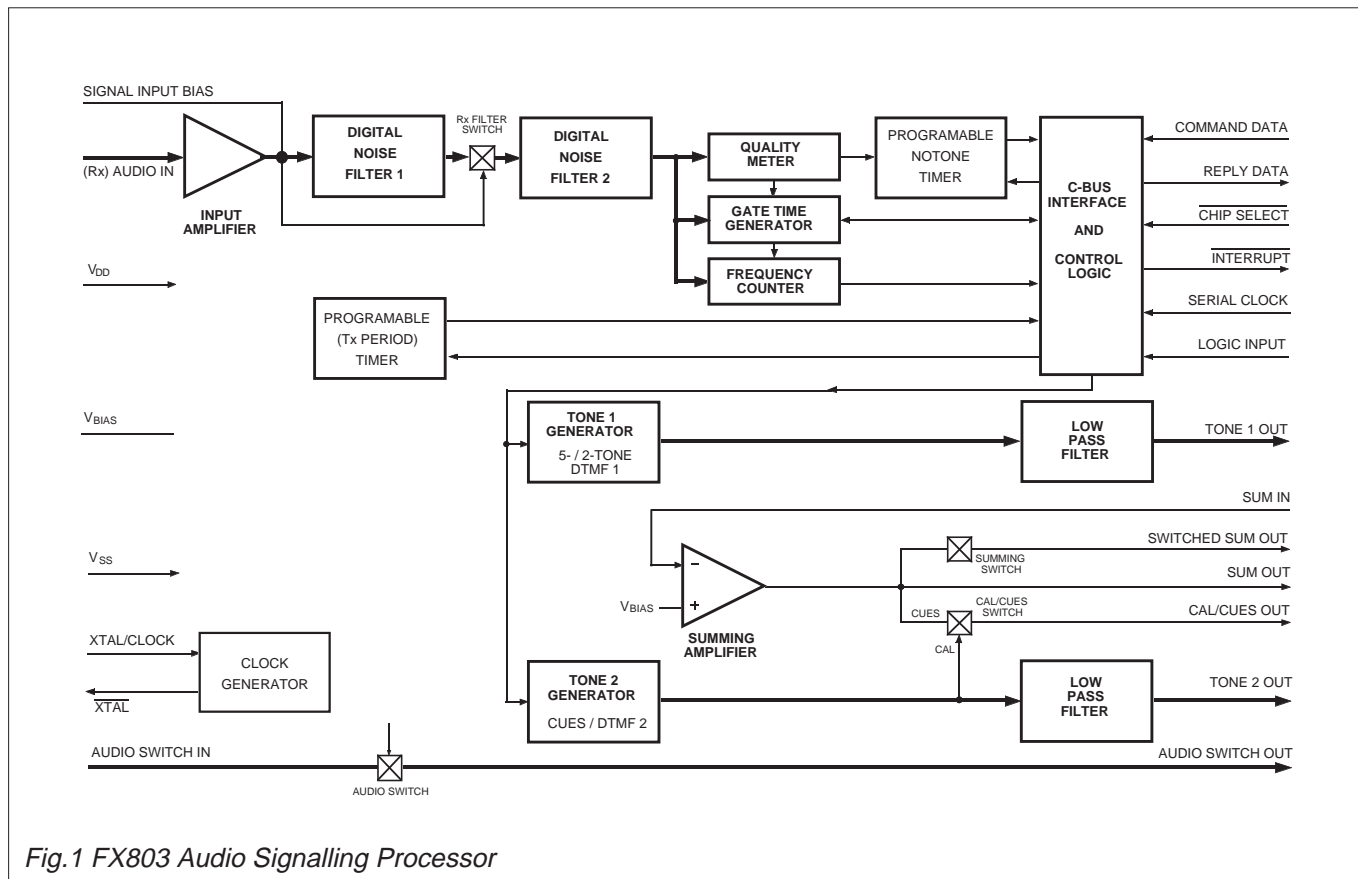 SIGNAL INPUT BIAS
(Rx) AUDIO IN
INPUT
AMPLIFIER
DIGITAL
NOISE
FILTER 1
Rx FILTER
SWITCH
DIGITAL
NOISE
FILTER 2
QUALITY
METER
GATE TIME
GENERATOR
FREQUENCY
COUNTER
PROGRAMABLE
NOTONE
TIMER
C-BUS
INTERFACE
AND
CONTROL
LOGIC
COMMAND DATA
REPLY DATA
CHIP SELECT
INTERRUPT
SERIAL CLOCK
LOGIC INPUT
VDD
PROGRAMABLE
(Tx PERIOD)
TIMER
VBIAS
TONE 1
GENERATOR
5- / 2-TONE
DTMF 1
LOW
PASS
FILTER
TONE 1 OUT
SUM IN
SWITCHED SUM OUT
SUMMING
SWITCH
SUM OUT
VSS
–
VBIAS
+
SUMMING
AMPLIFIER
CUES
CAL/CUES
SWITCH
CAL/CUES OUT
CAL
XTAL/CLOCK
XTAL
CLOCK
GENERATOR
TONE 2
GENERATOR
CUES / DTMF 2
LOW
PASS
FILTER
TONE 2 OUT
AUDIO SWITCH IN
AUDIO SWITCH
AUDIO SWITCH OUT
Fig.1 FX803 Audio Signalling Processor